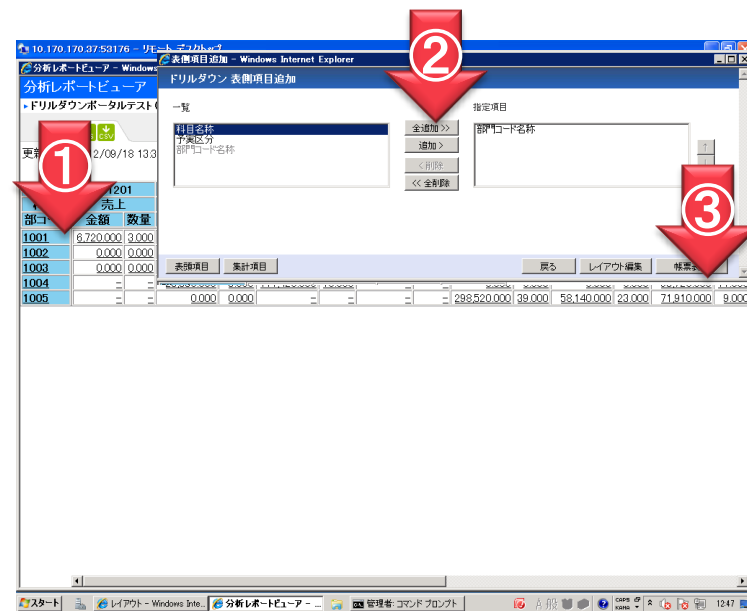 10.170.170.37:53176 - リモート デスクトップ
分析レポートビューア - Windows
表側項目追加 - Windows Internet Explorer
分析レポートビューア
ドリルダウン 表側項目追加
ドリルダウンポータルテスト(
一覧
指定項目
CSV
科目名称
予実区分
部門コード名称
全追加 >>
追加 >
< 削除
<< 全削除
部門コード名称
↑
①
②
③
2/09/18 13:3
1201
売上
部コー
金額 数量
1001 6,720.000 3.000
1002 0.000 0.000
1003 0.000 0.000
表頭項目 集計項目 戻る レイアウト編集 帳票
1004 - -
1005 - - 0.000 0.000 - - - - 298,520.000 39.000 58,140.000 23.000 71,910.000 9.000
スタート レイアウト - Windows Inte... 分析レポートビューア - ... 管理者: コマンド プロンプト A 般 CAPS KANA 12:47